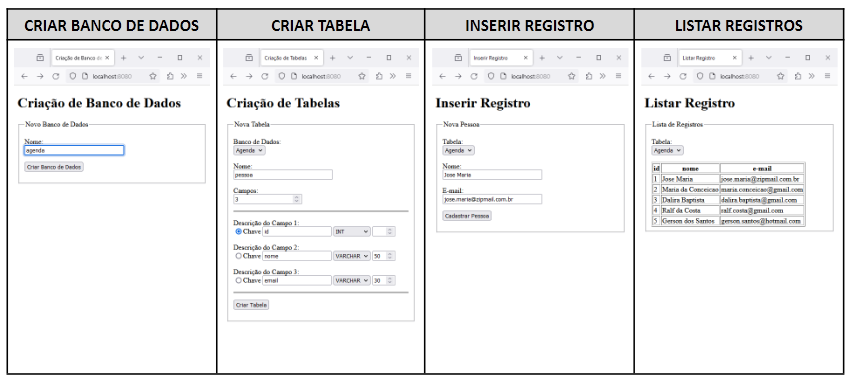 CRIAR BANCO DE DADOS
Criação de Banco de
localhost:8080
Criação de Banco de Dados
Novo Banco de Dados
Nome:
agenda
Criar Banco de Dados
CRIAR TABELA
Criação de Tabelas
localhost:8080
Criação de Tabelas
Nova Tabela
Banco de Dados:
Agenda
Nome:
pessoa
Campos:
3
Descrição do Campo 1:
Chave id INT
Descrição do Campo 2:
Chave nome VARCHAR 50
Descrição do Campo 3:
Chave email VARCHAR 30
Criar Tabela
INSERIR REGISTRO
Inserir Registro
localhost:8080
Inserir Registro
Nova Pessoa
Tabela:
Agenda
Nome:
Jose Maria
E-mail:
jose.maria@zipmail.com.br
Cadastrar Pessoa
LISTAR REGISTROS
Listar Registro
localhost:8080
Listar Registro
Lista de Registros
Tabela:
Agenda
id nome e-mail
1 Jose Maria jose.maria@zipmail.com.br
2 Maria da Conceicao maria.conceicao@gmail.com
3 Dalira Baptista dalira.baptista@gmail.com
4 Ralf da Costa ralf.costa@gmail.com
5 Gerson dos Santos gerson.santos@hotmail.com